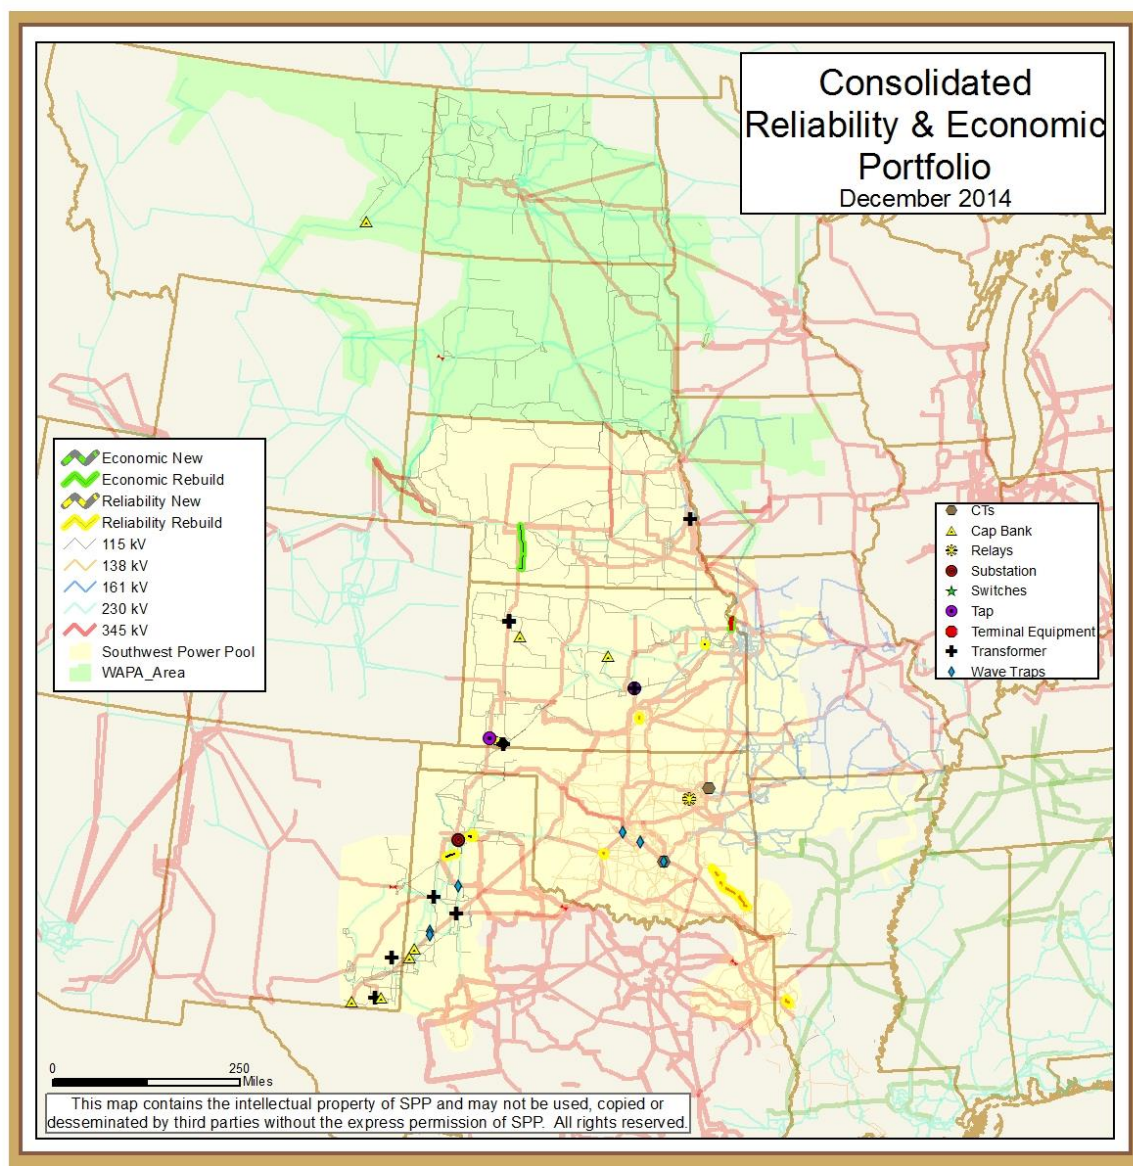 Consolidated
Reliability & Economic
Portfolio
December 2014
Economic New
Economic Rebuild
Reliability New
Reliability Rebuild
115 kV
138 kV
161 kV
230 kV
345 kV
Southwest Power Pool
WAPA_Area
CTs
Cap Bank
Relays
Substation
Switches
Tap
Terminal Equipment
Transformer
Wave Traps
0 250
Miles
This map contains the intellectual property of SPP and may not be used, copied or
desseminated by third parties without the express permission of SPP. All rights reserved.